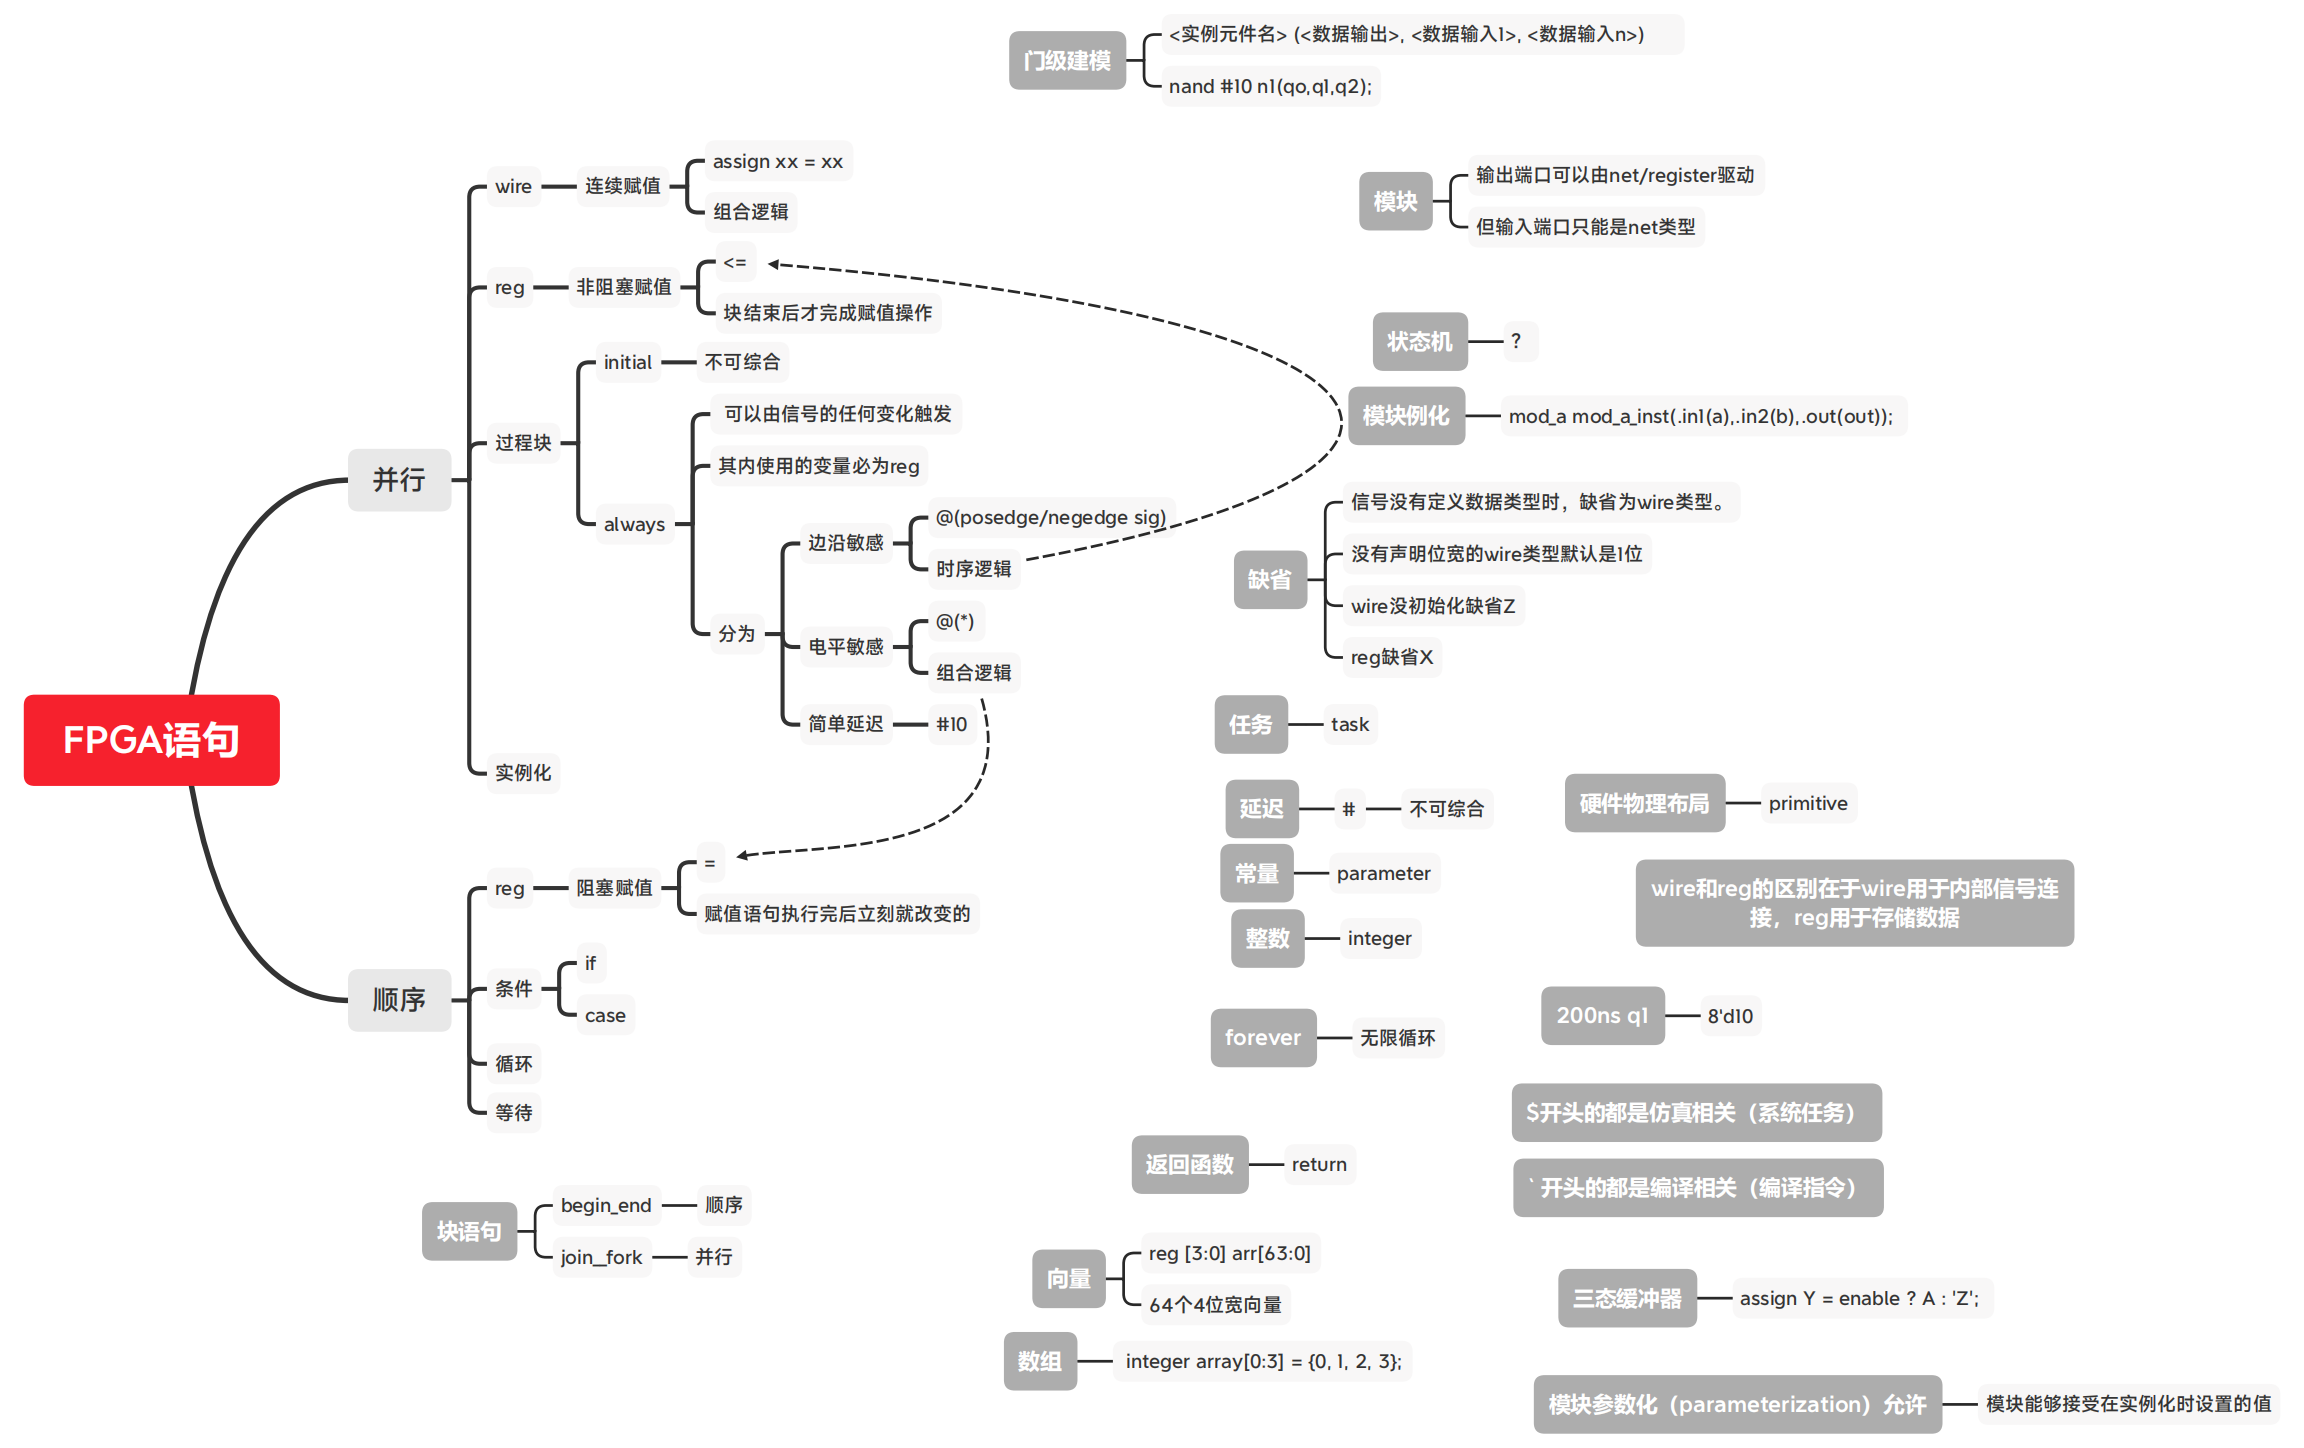 FPGA语句
并行
wire
连续赋值
assign xx = xx
组合逻辑
reg
非阻塞赋值
<=
块结束后才完成赋值操作
过程块
initial
不可综合
always
可以由信号的任何变化触发
其内使用的变量必为reg
分为
边沿敏感
@(posedge/negedge sig)
时序逻辑
电平敏感
@(*)
组合逻辑
简单延迟
#10
实例化
顺序
reg
阻塞赋值
=
赋值语句执行完后立刻就改变的
条件
if
case
循环
等待
块语句
begin_end
顺序
join__fork
并行
门级建模
<实例元件名> (<数据输出>, <数据输入1>, <数据输入n>)
nand #10 n1(qo,q1,q2);
模块
输出端口可以由net/register驱动
但输入端口只能是net类型
状态机
?
模块例化
mod_a mod_a_inst(.in1(a),.in2(b),.out(out));
缺省
信号没有定义数据类型时，缺省为wire类型。
没有声明位宽的wire类型默认是1位
wire没初始化缺省Z
reg缺省X
任务
task
延迟
#
不可综合
硬件物理布局
primitive
常量
parameter
wire和reg的区别在于wire用于内部信号连
接，reg用于存储数据
整数
integer
200ns q1
8'd10
forever
无限循环
$开头的都是仿真相关（系统任务）
返回函数
return
` 开头的都是编译相关（编译指令）
向量
reg [3:0] arr[63:0]
64个4位宽向量
三态缓冲器
assign Y = enable ? A : 'Z';
数组
integer array[0:3] = {0, 1, 2, 3};
模块参数化（parameterization）允许
模块能够接受在实例化时设置的值